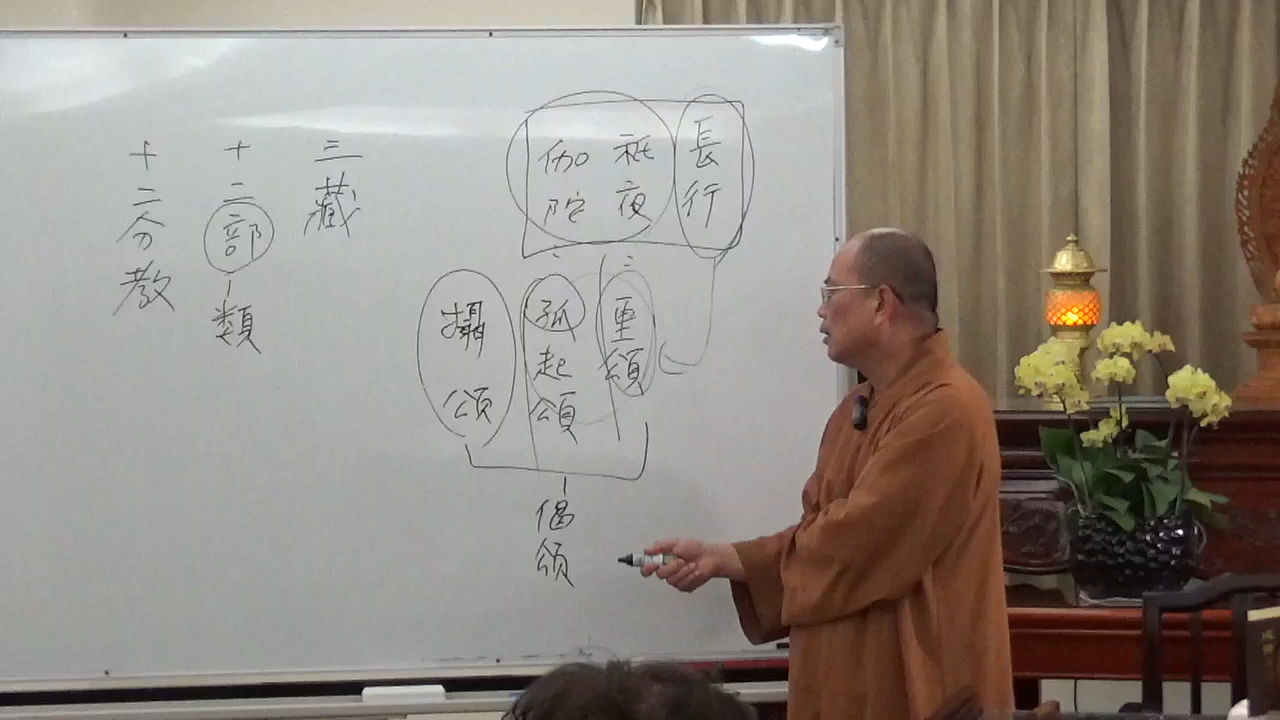 長行
祇夜
伽陀
重頌
孤起頌
攝頌
偈頌
三藏
十二部
類
十二分教